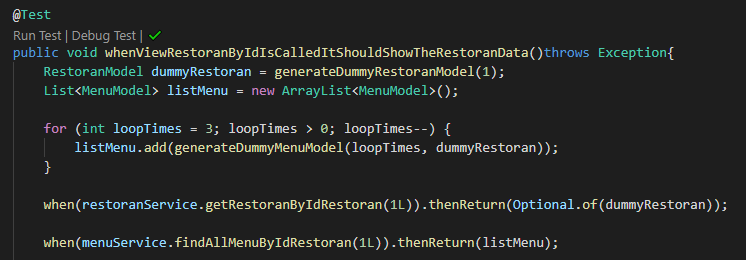 @Test
Run Test | Debug Test | ✓
public void whenViewRestoranByIdIsCalledItShouldShowTheRestoranData()throws Exception{
RestoranModel dummyRestoran = generateDummyRestoranModel(1);
List<MenuModel> listMenu = new ArrayList<MenuModel>();
for (int loopTimes = 3; loopTimes > 0; loopTimes--) {
listMenu.add(generateDummyMenuModel(loopTimes, dummyRestoran));
}
when(restoranService.getRestoranByIdRestoran(1L)).thenReturn(Optional.of(dummyRestoran));
when(menuService.findAllMenuByIdRestoran(1L)).thenReturn(listMenu);